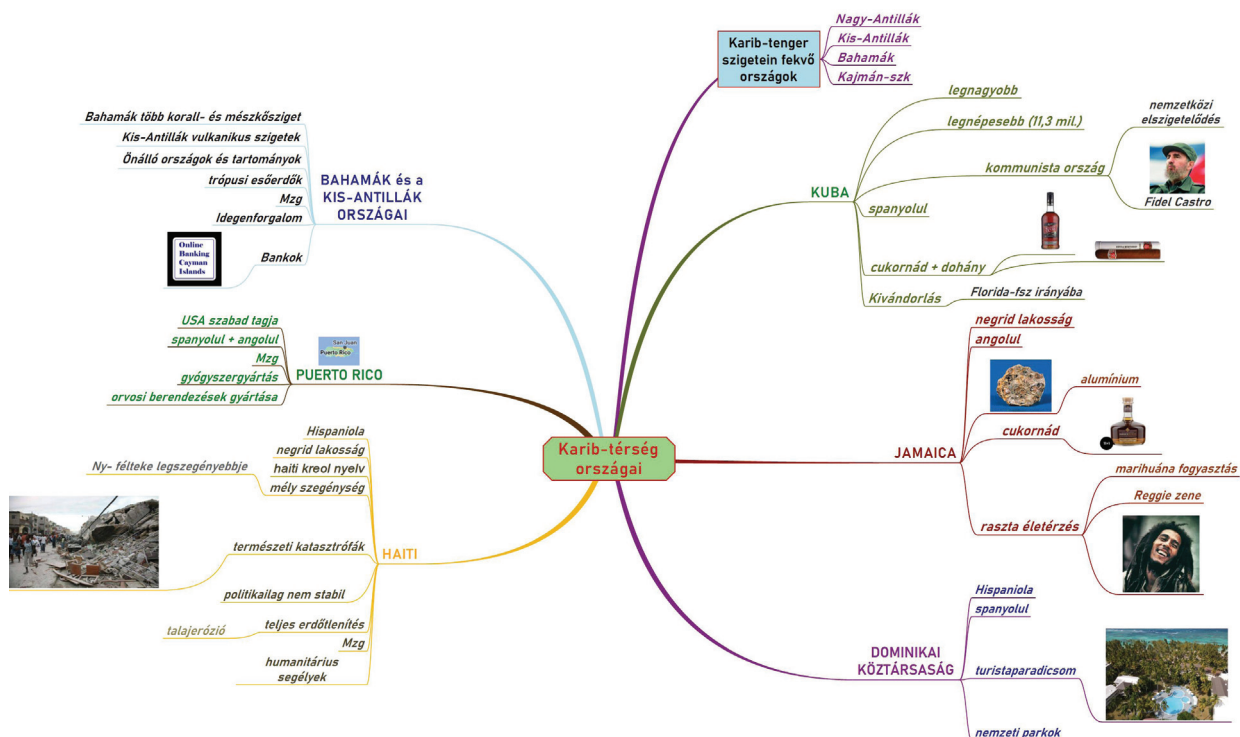 Karib-térség
országai
Karib-tenger
szigetein fekvő
országok
Nagy-Antillák
Kis-Antillák
Bahamák
Kajmán-szk
KUBA
legnagyobb
legnépesebb (11,3 mil.)
kommunista ország
nemzetközi
elszigetelődés
Fidel Castro
spanyolul
cukornád + dohány
Kivándorlás
Florida-fsz irányába
JAMAICA
negrid lakosság
angolul
alumínium
cukornád
raszta életérzés
marihuána fogyasztás
Reggie zene
DOMINIKAI
KÖZTÁRSASÁG
Hispaniola
spanyolul
turistaparadicsom
nemzeti parkok
BAHAMÁK és a
KIS-ANTILLÁK
ORSZÁGAI
Bahamák több korall- és mészkősziget
Kis-Antillák vulkanikus szigetek
Önálló országok és tartományok
trópusi esőerdők
Mzg
Idegenforgalom
Bankok
Online
Banking
Cayman
Islands
PUERTO RICO
San Juan
Puerto Rico
USA szabad tagja
spanyolul + angolul
Mzg
gyógyszergyártás
orvosi berendezések gyártása
HAITI
Hispaniola
negrid lakosság
haiti kreol nyelv
mély szegénység
Ny- félteke legszegényebbje
természeti katasztrófák
politikailag nem stabil
teljes erdőtlenítés
talajerózió
Mzg
humanitárius
segélyek